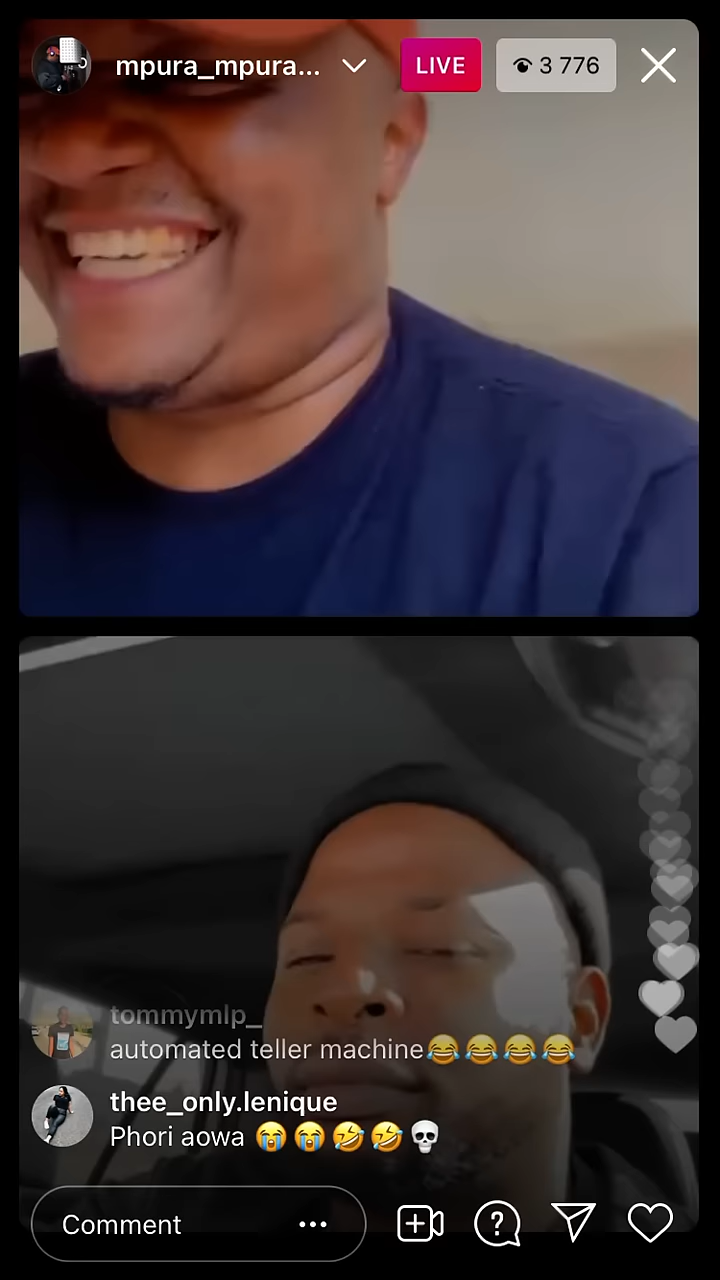 mpura_mpura...
LIVE
3 776
tommymlp_
automated teller machine😂😂😂😂
thee_only.lenique
Phori aowa 😭😭🤣🤣💀
Comment